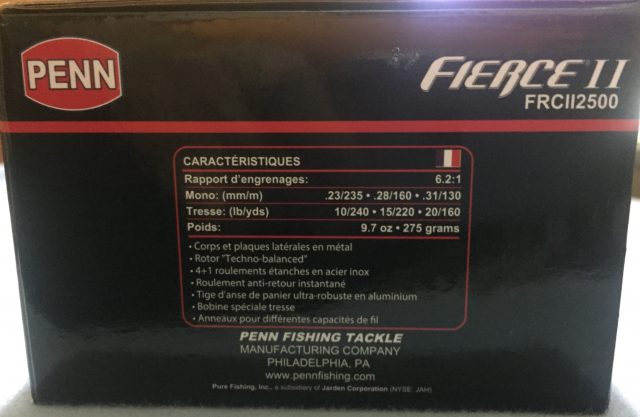 PENN
FIERCE II
FRCII2500
CARACTÉRISTIQUES
Rapport d'engrenages: 6.2:1
Mono: (mm/m) .23/235 • .28/160 • .31/130
Tresse: (lb/yds) 10/240 • 15/220 • 20/160
Poids: 9.7 oz • 275 grams
• Corps et plaques latérales en métal
• Rotor "Techno-balanced"
• 4+1 roulements étanches en acier inox
• Roulement anti-retour instantané
• Tige d'anse de panier ultra-robuste en aluminium
• Bobine spéciale tresse
• Anneaux pour différentes capacités de fil
PENN FISHING TACKLE
MANUFACTURING COMPANY
PHILADELPHIA, PA
www.pennfishing.com
Pure Fishing, Inc., a subsidiary of Jarden Corporation (NYSE: JAH)